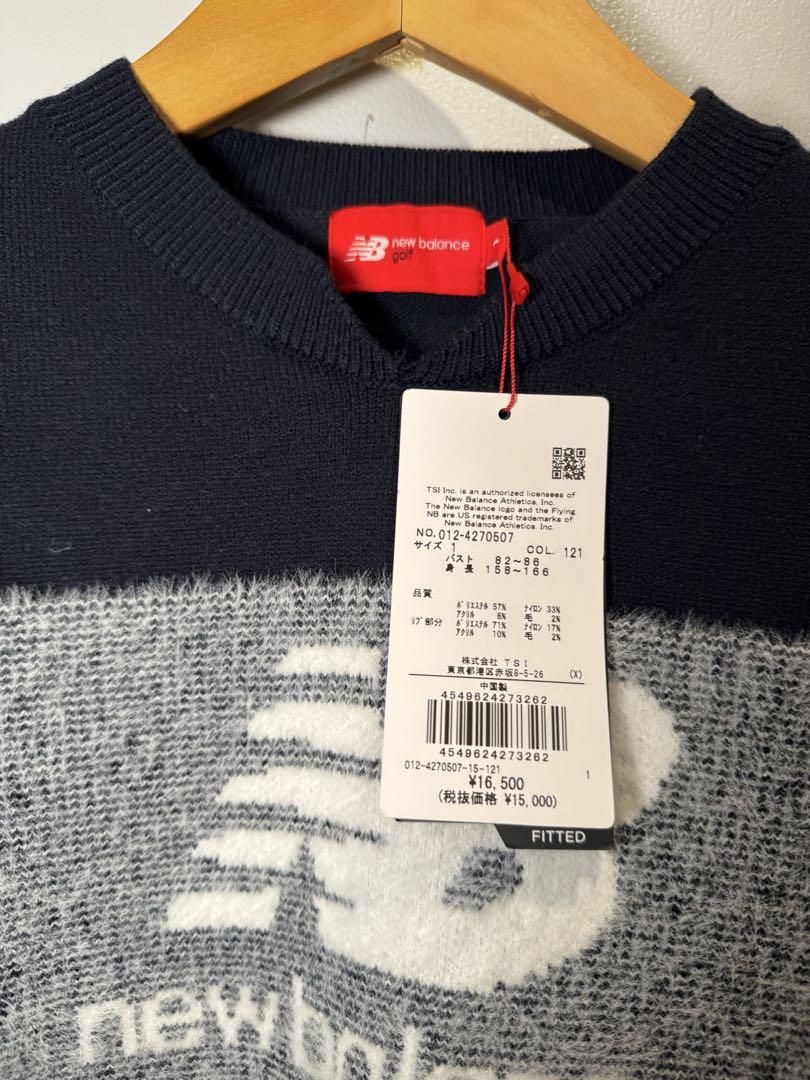 NB new balance
golf
TSI Inc. is an authorized licensees of
New Balance Athletics, Inc.
The New Balance logo and the Flying
NB are US registered trademarks of
New Balance Athletics, Inc.
NO.012-4270507
サイズ 1 COL. 121
バスト 82~86
身長 158~166
品質
ポリエステル 57% ナイロン 33%
アクリル 8% 毛 2%
リブ部分 ポリエステル 71% ナイロン 17%
アクリル 10% 毛 2%
株式会社 TSI
東京都港区赤坂8-5-26 (X)
中国製
4549624273262
4549624273262
012-4270507-15-121 1
¥16,500
(税抜価格 ¥15,000)
FITTED
new